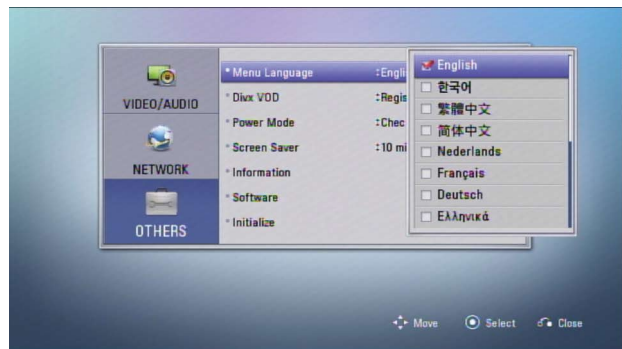 VIDEO/AUDIO
NETWORK
OTHERS
Menu Language
Divx VOD
Power Mode
Screen Saver : 10
Information
Software
Initialize
English
한국어
繁體中文
简体中文
Nederlands
Français
Deutsch
Ελληνικά
Move Select Close